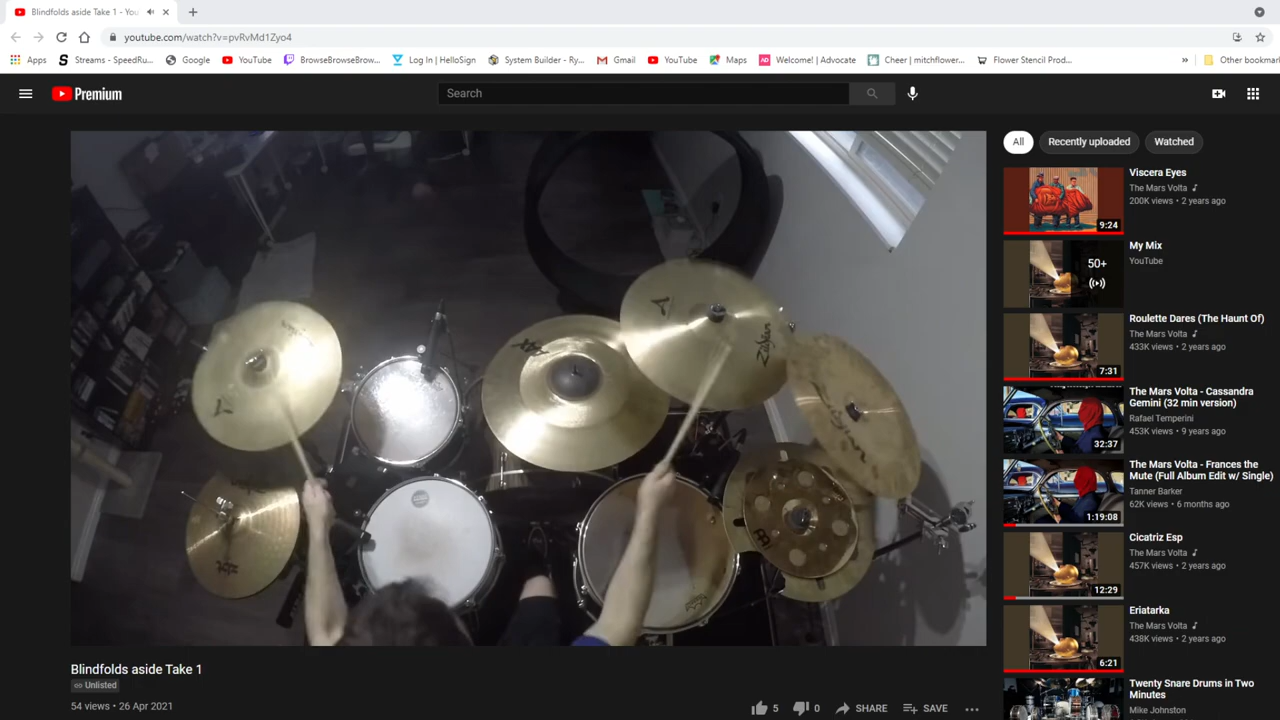 Blindfolds aside Take 1 - You
youtube.com/watch?v=pvRvMd1Zyo4
Apps
Streams - SpeedRu...
Google
YouTube
BrowseBrowseBrow...
Log In | HelloSign
System Builder - Ry...
Gmail
YouTube
Maps
Welcome! | Advocate
Cheer | mitchflower...
Flower Stencil Prod...
»
Other bookmar
Premium
Search
All
Recently uploaded
Watched
Viscera Eyes
The Mars Volta
200K views • 2 years ago
9:24
My Mix
YouTube
50+
Roulette Dares (The Haunt Of)
The Mars Volta
433K views • 2 years ago
7:31
The Mars Volta - Cassandra
Gemini (32 min version)
Rafael Temperini
453K views • 9 years ago
32:37
The Mars Volta - Frances the
Mute (Full Album Edit w/ Single)
Tanner Barker
62K views • 6 months ago
1:19:08
Cicatriz Esp
The Mars Volta
457K views • 2 years ago
12:29
Eriatarka
The Mars Volta
438K views • 2 years ago
6:21
Twenty Snare Drums in Two
Minutes
Mike Johnston
Zildjian
Blindfolds aside Take 1
Unlisted
54 views • 26 Apr 2021
5
0
SHARE
SAVE